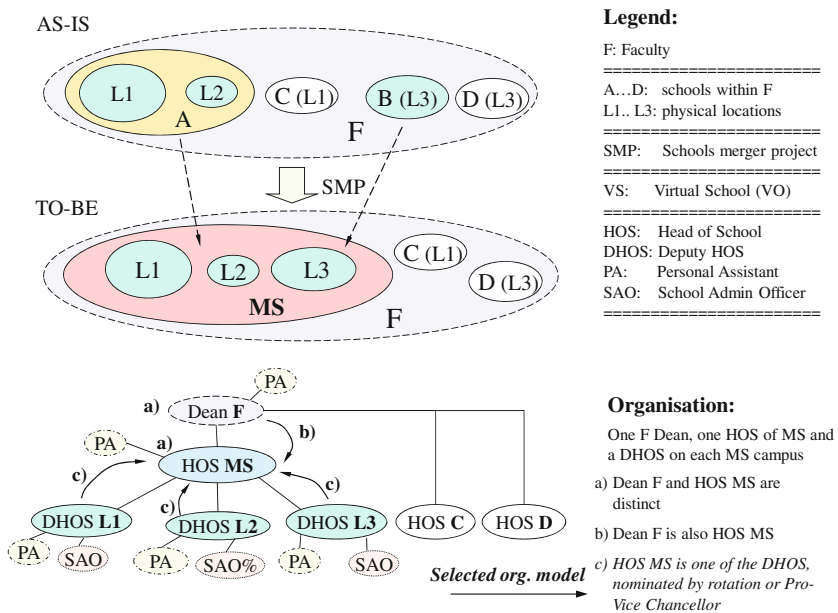 AS-IS
L1
L2
A
C (L1)
B (L3)
D (L3)
F
SMP
TO-BE
L1
L2
L3
MS
C (L1)
D (L3)
F
Legend:
F: Faculty
=======================
A…D: schools within F
L1.. L3: physical locations
=======================
SMP: Schools merger project
=======================
VS: Virtual School (VO)
=======================
HOS: Head of School
DHOS: Deputy HOS
PA: Personal Assistant
SAO: School Admin Officer
=======================
PA
a)
Dean F
b)
PA
a)
HOS MS
c)
c)
c)
DHOS L1
DHOS L2
DHOS L3
HOS C
HOS D
PA
SAO
PA
SAO%
PA
SAO
Selected org. model
Organisation:
One F Dean, one HOS of MS and
a DHOS on each MS campus
a) Dean F and HOS MS are
distinct
b) Dean F is also HOS MS
c) HOS MS is one of the DHOS,
nominated by rotation or Pro-
Vice Chancellor